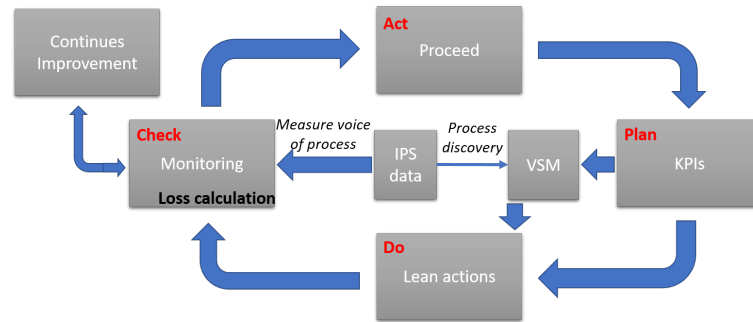 Continues
Improvement
Act
Proceed
Check
Monitoring
Loss calculation
Measure voice
of process
IPS
data
Process
discovery
VSM
Plan
KPIs
Do
Lean actions